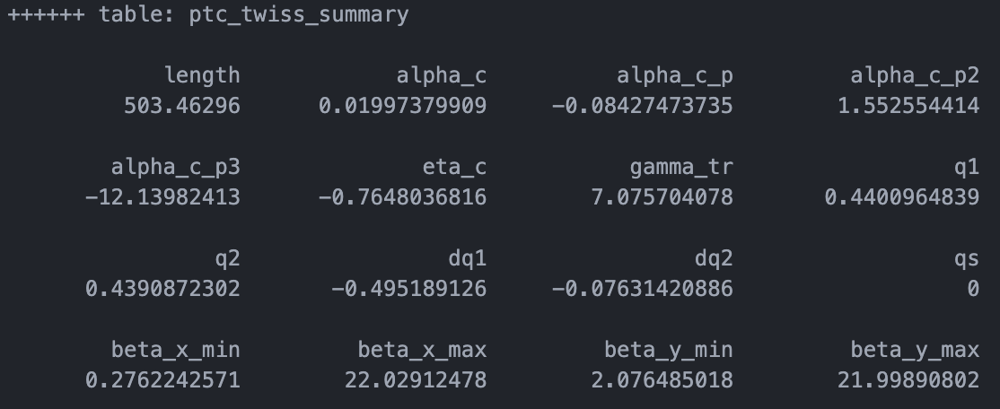 ++++++ table: ptc_twiss_summary
length alpha_c alpha_c_p alpha_c_p2
503.46296 0.01997379909 -0.08427473735 1.552554414
alpha_c_p3 eta_c gamma_tr q1
-12.13982413 -0.7648036816 7.075704078 0.4400964839
q2 dq1 dq2 qs
0.4390872302 -0.495189126 -0.07631420886 0
beta_x_min beta_x_max beta_y_min beta_y_max
0.2762242571 22.02912478 2.076485018 21.99890802